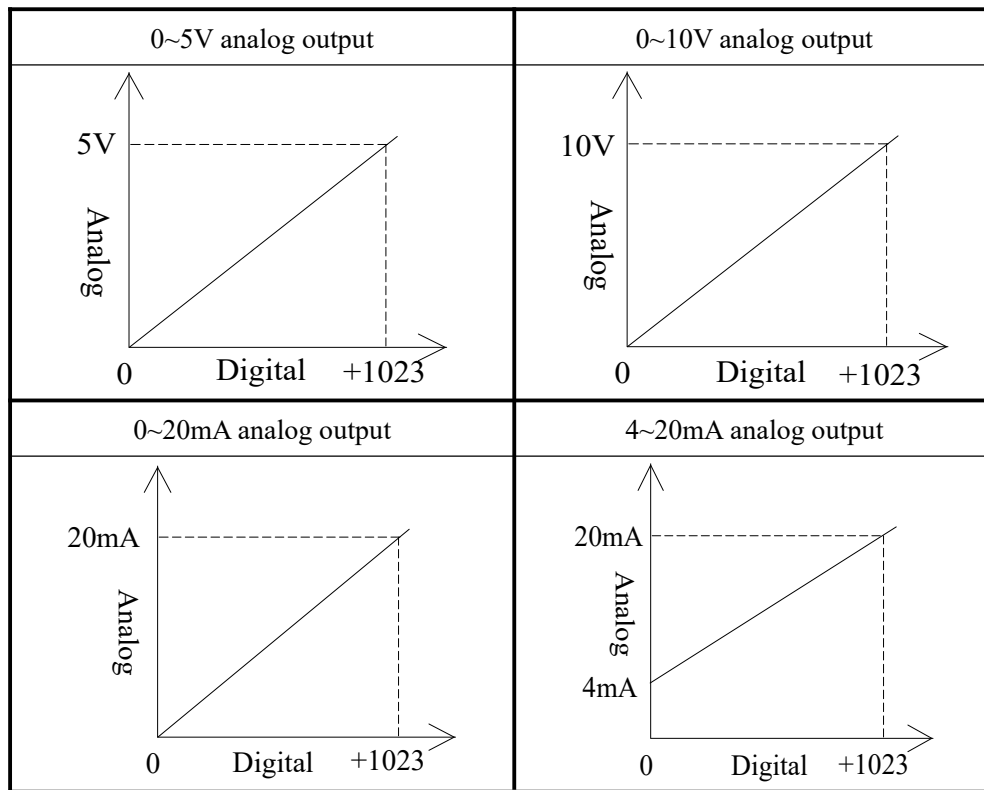 0~5V analog output
5V
Analog
0
Digital
+1023
0~10V analog output
10V
Analog
0
Digital
+1023
0~20mA analog output
20mA
Analog
0
Digital
+1023
4~20mA analog output
20mA
Analog
4mA
0
Digital
+1023